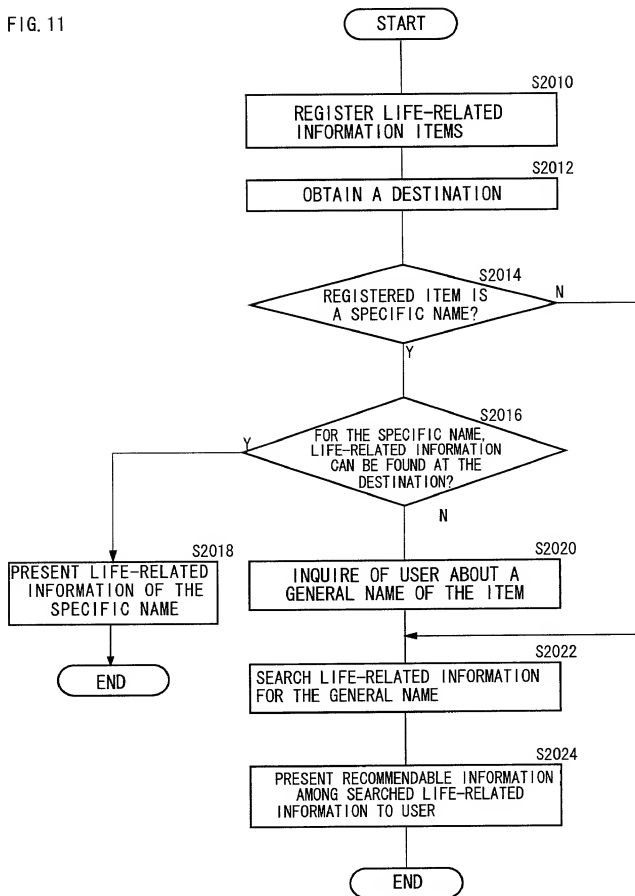 FIG. 11
START
S2010
REGISTER LIFE-RELATED
INFORMATION ITEMS
S2012
OBTAIN A DESTINATION
S2014
REGISTERED ITEM IS
A SPECIFIC NAME?
N
Y
S2016
FOR THE SPECIFIC NAME,
LIFE-RELATED INFORMATION
CAN BE FOUND AT THE
DESTINATION?
Y
N
S2018
PRESENT LIFE-RELATED
INFORMATION OF THE
SPECIFIC NAME
END
S2020
INQUIRE OF USER ABOUT A
GENERAL NAME OF THE ITEM
S2022
SEARCH LIFE-RELATED INFORMATION
FOR THE GENERAL NAME
S2024
PRESENT RECOMMENDABLE INFORMATION
AMONG SEARCHED LIFE-RELATED
INFORMATION TO USER
END